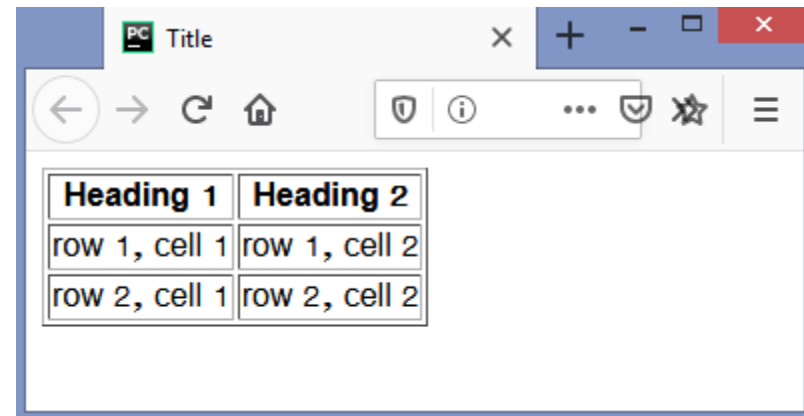 PC Title
Heading 1 Heading 2
row 1, cell 1 row 1, cell 2
row 2, cell 1 row 2, cell 2